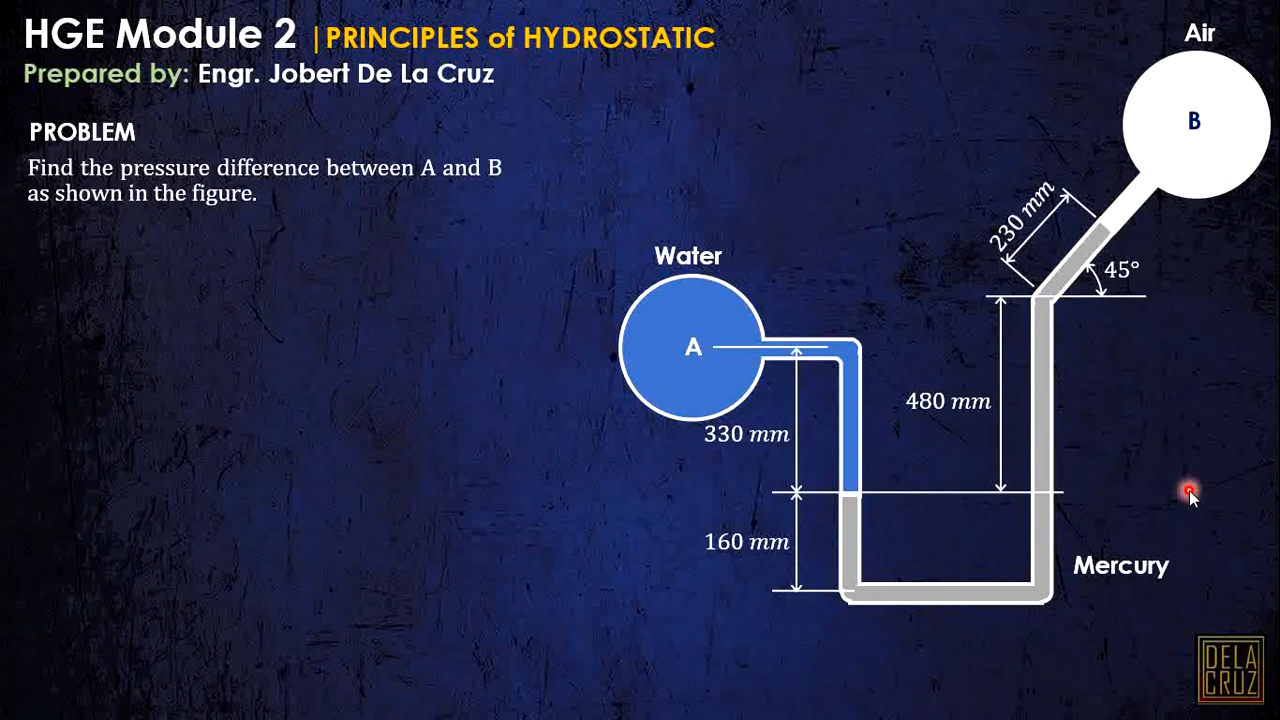 HGE Module 2 | PRINCIPLES of HYDROSTATIC
Prepared by: Engr. Jobert De La Cruz
PROBLEM
Find the pressure difference between A and B
as shown in the figure.
Air
B
230 mm
45°
Water
A
480 mm
330 mm
160 mm
Mercury
DELA
CRUZ